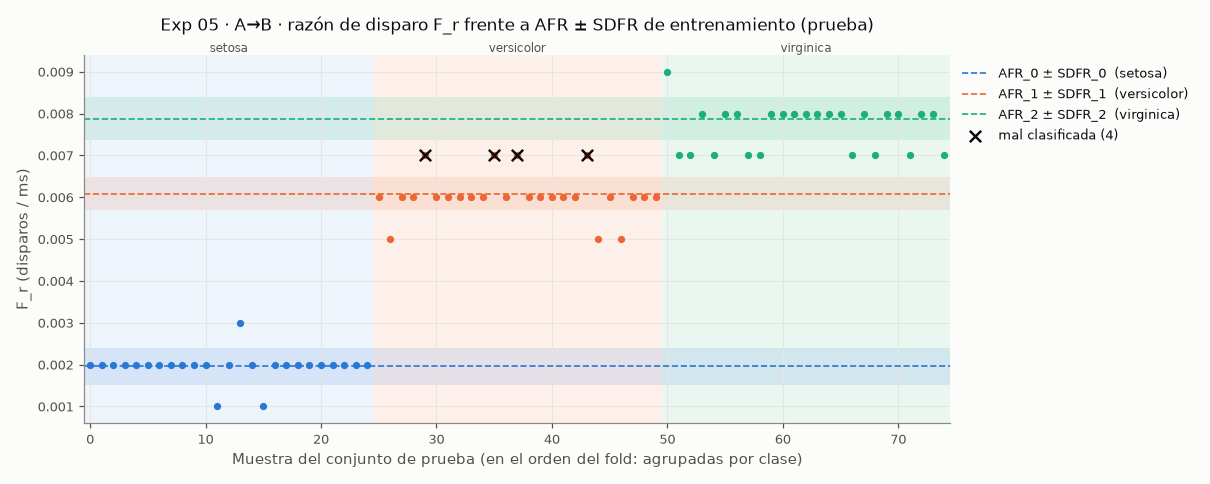 Exp 05 · A→B · razón de disparo F_r frente a AFR ± SDFR de entrenamiento (prueba)
setosa
versicolor
virginica
AFR_0 ± SDFR_0 (setosa)
AFR_1 ± SDFR_1 (versicolor)
AFR_2 ± SDFR_2 (virginica)
mal clasificada (4)
F_r (disparos / ms)
0.009
0.008
0.007
0.006
0.005
0.004
0.003
0.002
0.001
0
10
20
30
40
50
60
70
Muestra del conjunto de prueba (en el orden del fold: agrupadas por clase)